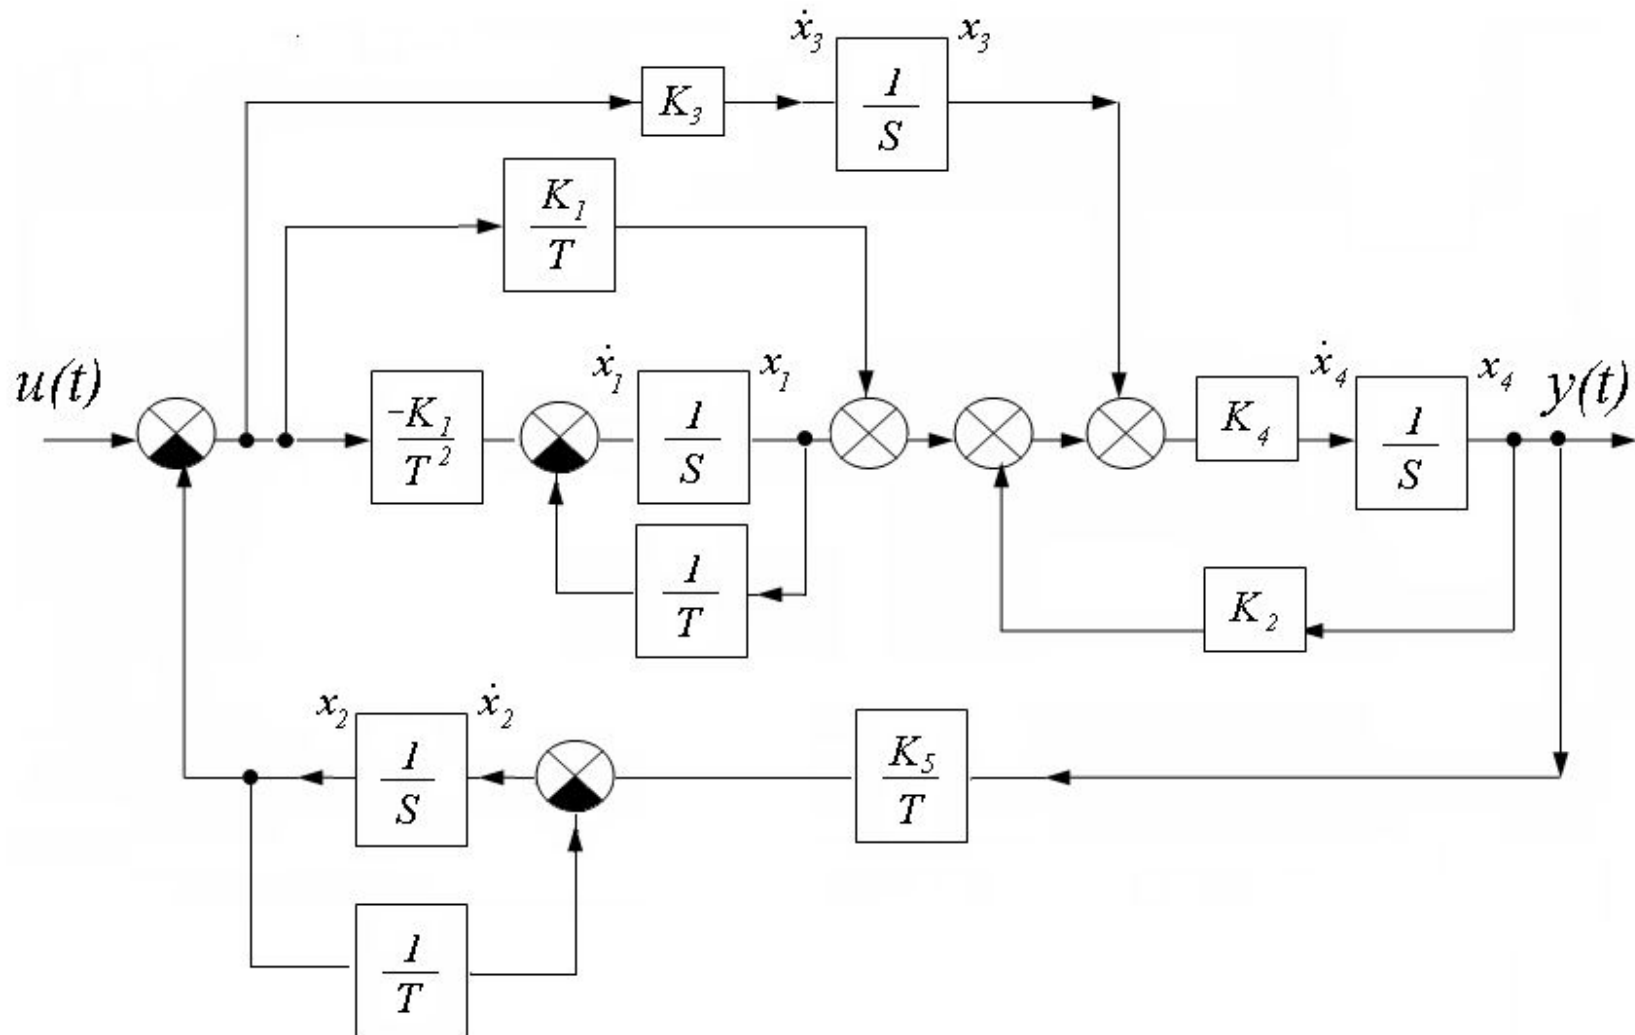 ẋ₃ x₃
K₃
1
S
K₁
T
u(t)
-K₁
T²
ẋ₁ x₁
1
S
1
T
K₄
ẋ₄ x₄
1
S
y(t)
K₂
x₂ ẋ₂
1
S
K₅
T
1
T